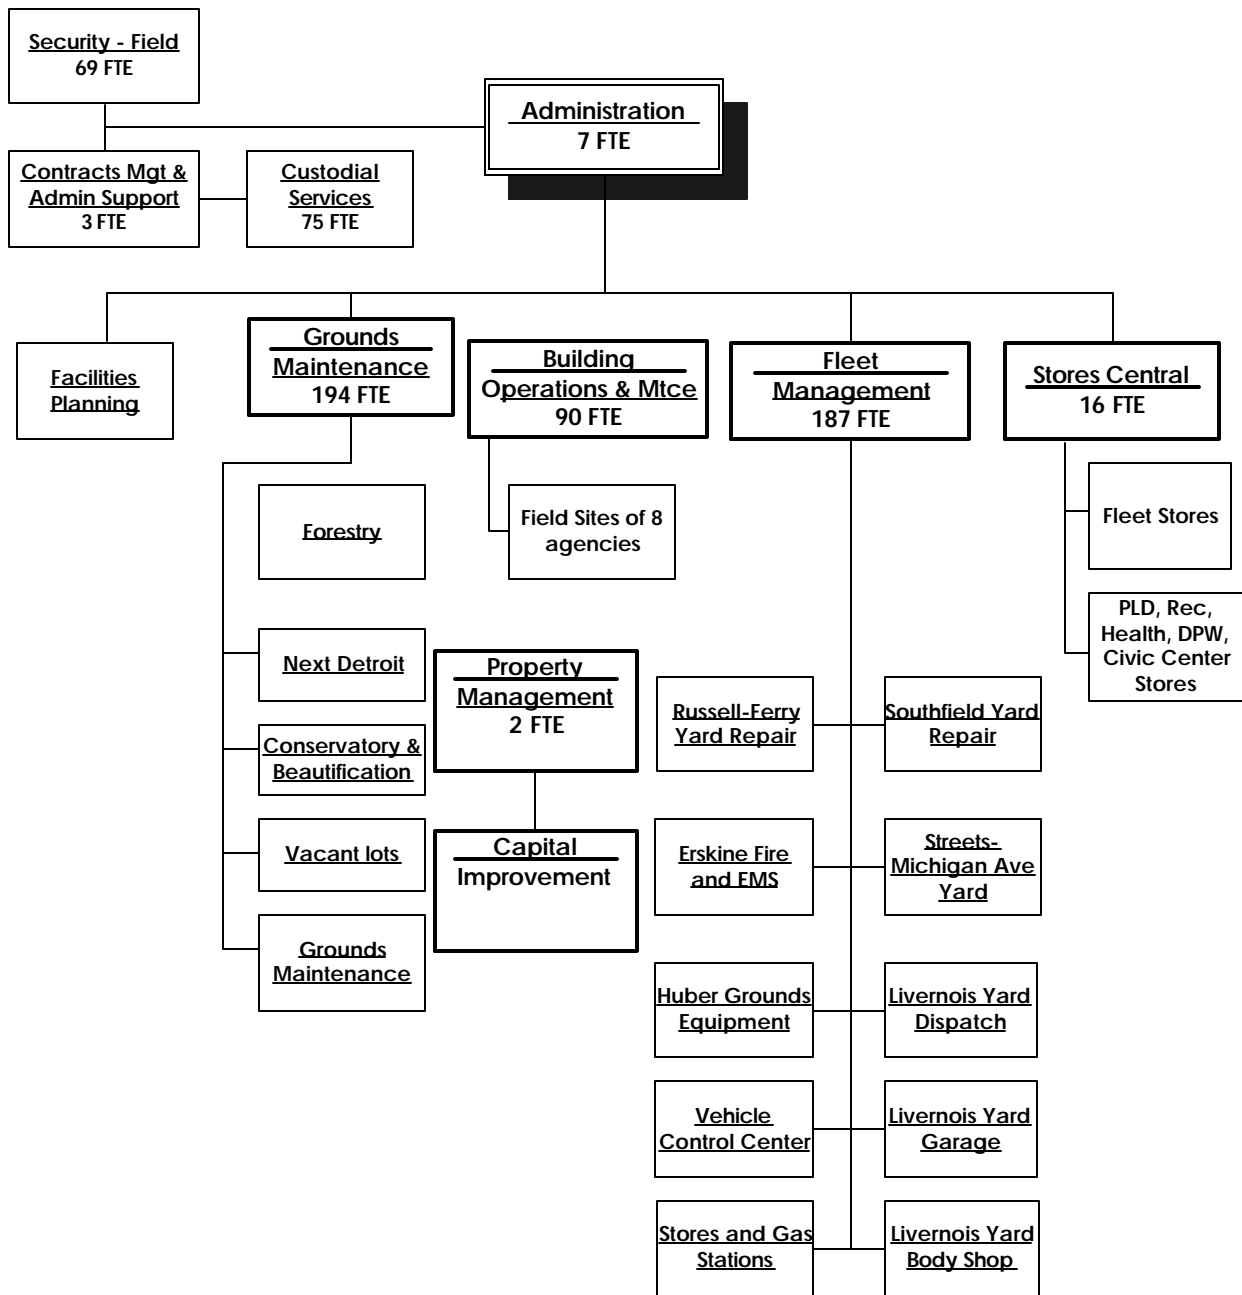 Security - Field
69 FTE
Administration
7 FTE
Contracts Mgt &
Admin Support
3 FTE
Custodial
Services
75 FTE
Facilities
Planning
Grounds
Maintenance
194 FTE
Building
Operations & Mtce
90 FTE
Fleet
Management
187 FTE
Stores Central
16 FTE
Forestry
Field Sites of 8
agencies
Fleet Stores
PLD, Rec,
Health, DPW,
Civic Center
Stores
Next Detroit
Property
Management
2 FTE
Russell-Ferry
Yard Repair
Southfield Yard
Repair
Conservatory &
Beautification
Vacant lots
Capital
Improvement
Erskine Fire
and EMS
Streets-
Michigan Ave
Yard
Grounds
Maintenance
Huber Grounds
Equipment
Livernois Yard
Dispatch
Vehicle
Control Center
Livernois Yard
Garage
Stores and Gas
Stations
Livernois Yard
Body Shop